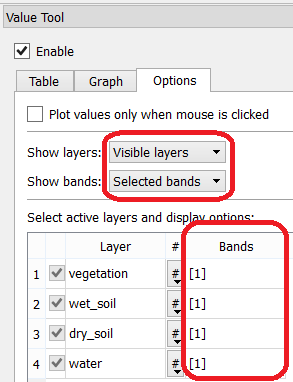 Value Tool
Enable
Table Graph Options
Plot values only when mouse is clicked
Show layers: Visible layers
Show bands: Selected bands
Select active layers and display options:
Layer # Bands
1 vegetation # [1]
2 wet_soil # [1]
3 dry_soil # [1]
4 water # [1]